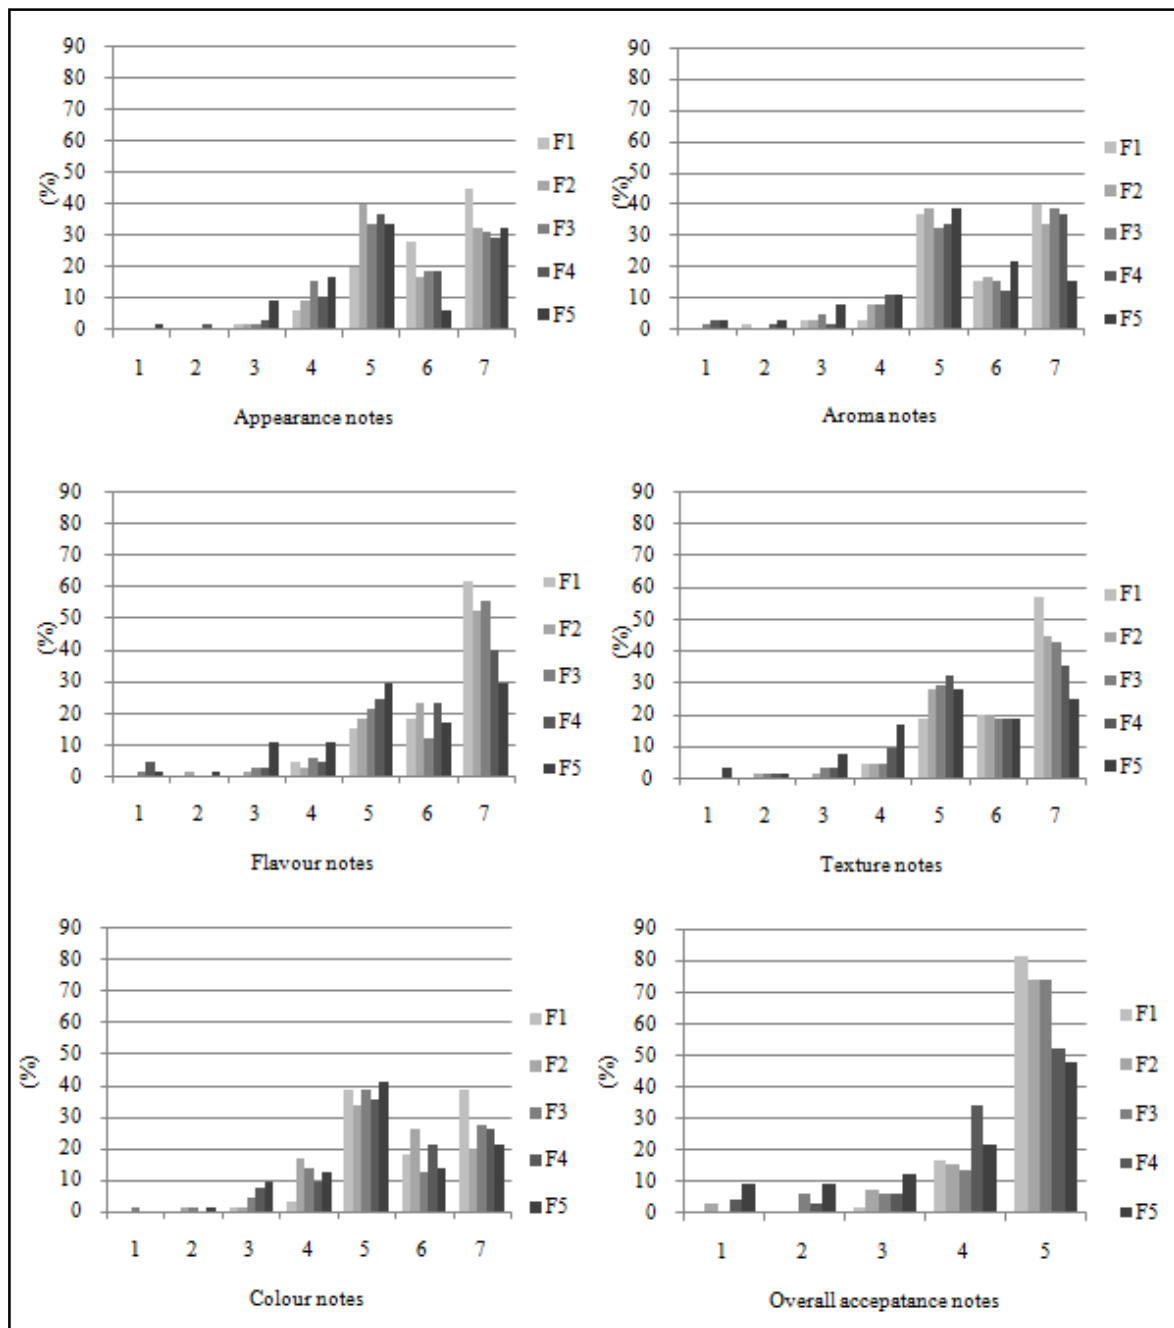 90
80
70
60
50
40
30
20
10
0
(%)
1 2 3 4 5 6 7
Appearance notes
F1
F2
F3
F4
F5
90
80
70
60
50
40
30
20
10
0
(%)
1 2 3 4 5 6 7
Aroma notes
F1
F2
F3
F4
F5
90
80
70
60
50
40
30
20
10
0
(%)
1 2 3 4 5 6 7
Flavour notes
F1
F2
F3
F4
F5
90
80
70
60
50
40
30
20
10
0
(%)
1 2 3 4 5 6 7
Texture notes
F1
F2
F3
F4
F5
90
80
70
60
50
40
30
20
10
0
(%)
1 2 3 4 5 6 7
Colour notes
F1
F2
F3
F4
F5
90
80
70
60
50
40
30
20
10
0
(%)
1 2 3 4 5
Overall accepatance notes
F1
F2
F3
F4
F5